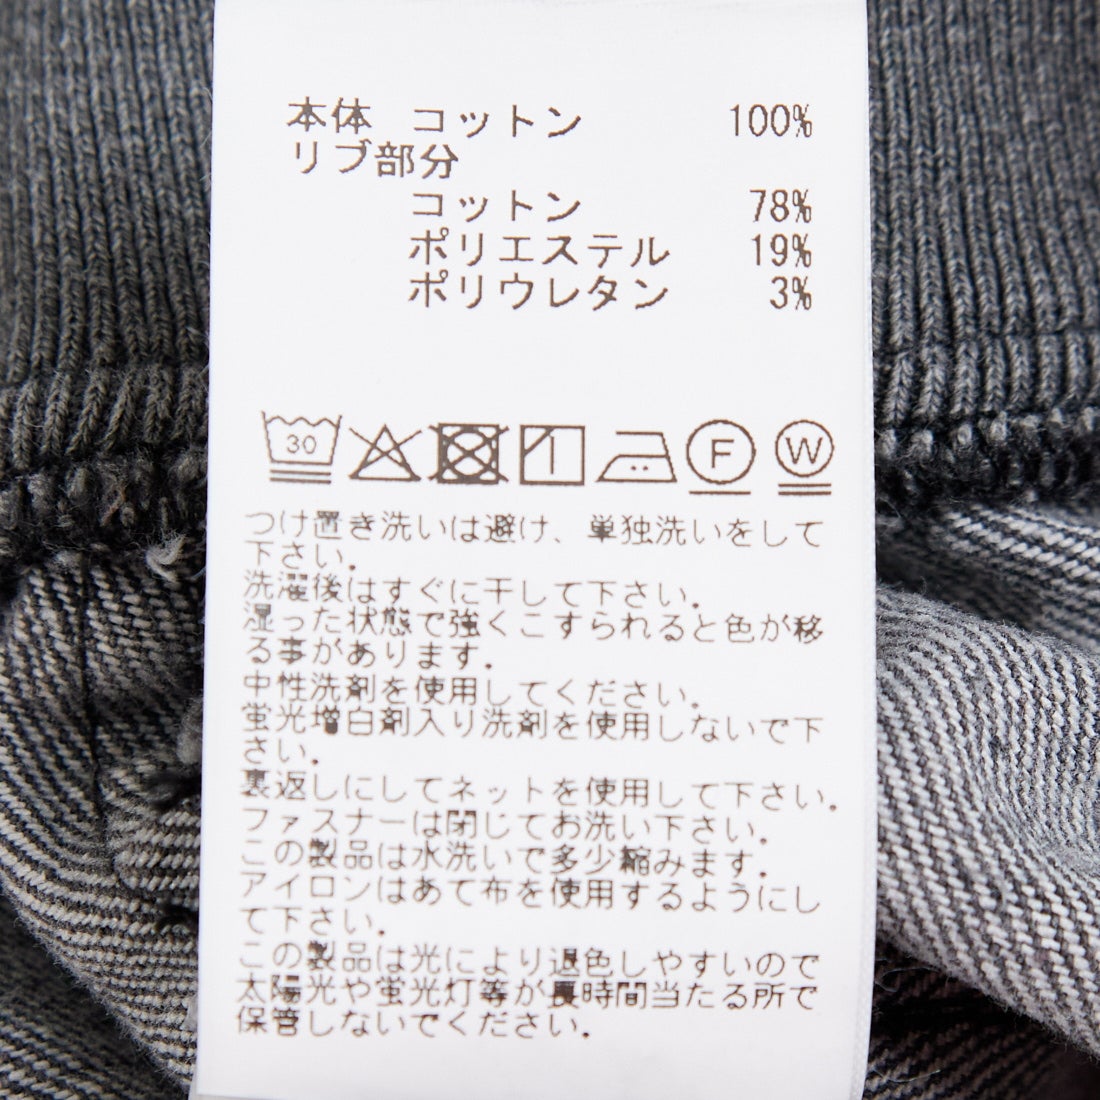 本体 コットン 100%
リブ部分
コットン 78%
ポリエステル 19%
ポリウレタン 3%
30 F W
つけ置き洗いは避け、単独洗いをして
下さい.
洗濯後はすぐに干して下さい.
湿った状態で強くこすられると色が移
る事があります.
中性洗剤を使用してください.
蛍光増白剤入り洗剤を使用しないで下
さい.
裏返しにしてネットを使用して下さい.
ファスナーは閉じてお洗い下さい.
この製品は水洗いで多少縮みます.
アイロンはあて布を使用するようにし
て下さい.
この製品は光により退色しやすいので
太陽光や蛍光灯等が長時間当たる所で
保管しないでください.